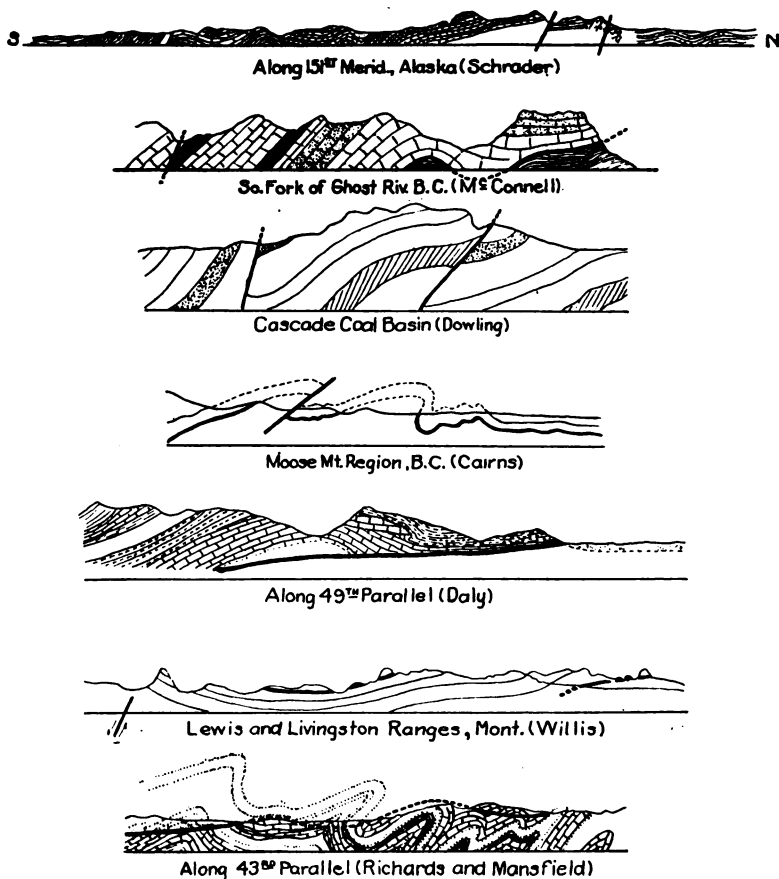 S N
Along 151ST Merid., Alaska (Schrader)
So. Fork of Ghost Riv. B.C. (McConnell)
Cascade Coal Basin (Dowling)
Moose Mt. Region, B.C. (Cairns)
Along 49TH Parallel (Daly)
Lewis and Livingston Ranges, Mont. (Willis)
Along 43RD Parallel (Richards and Mansfield)